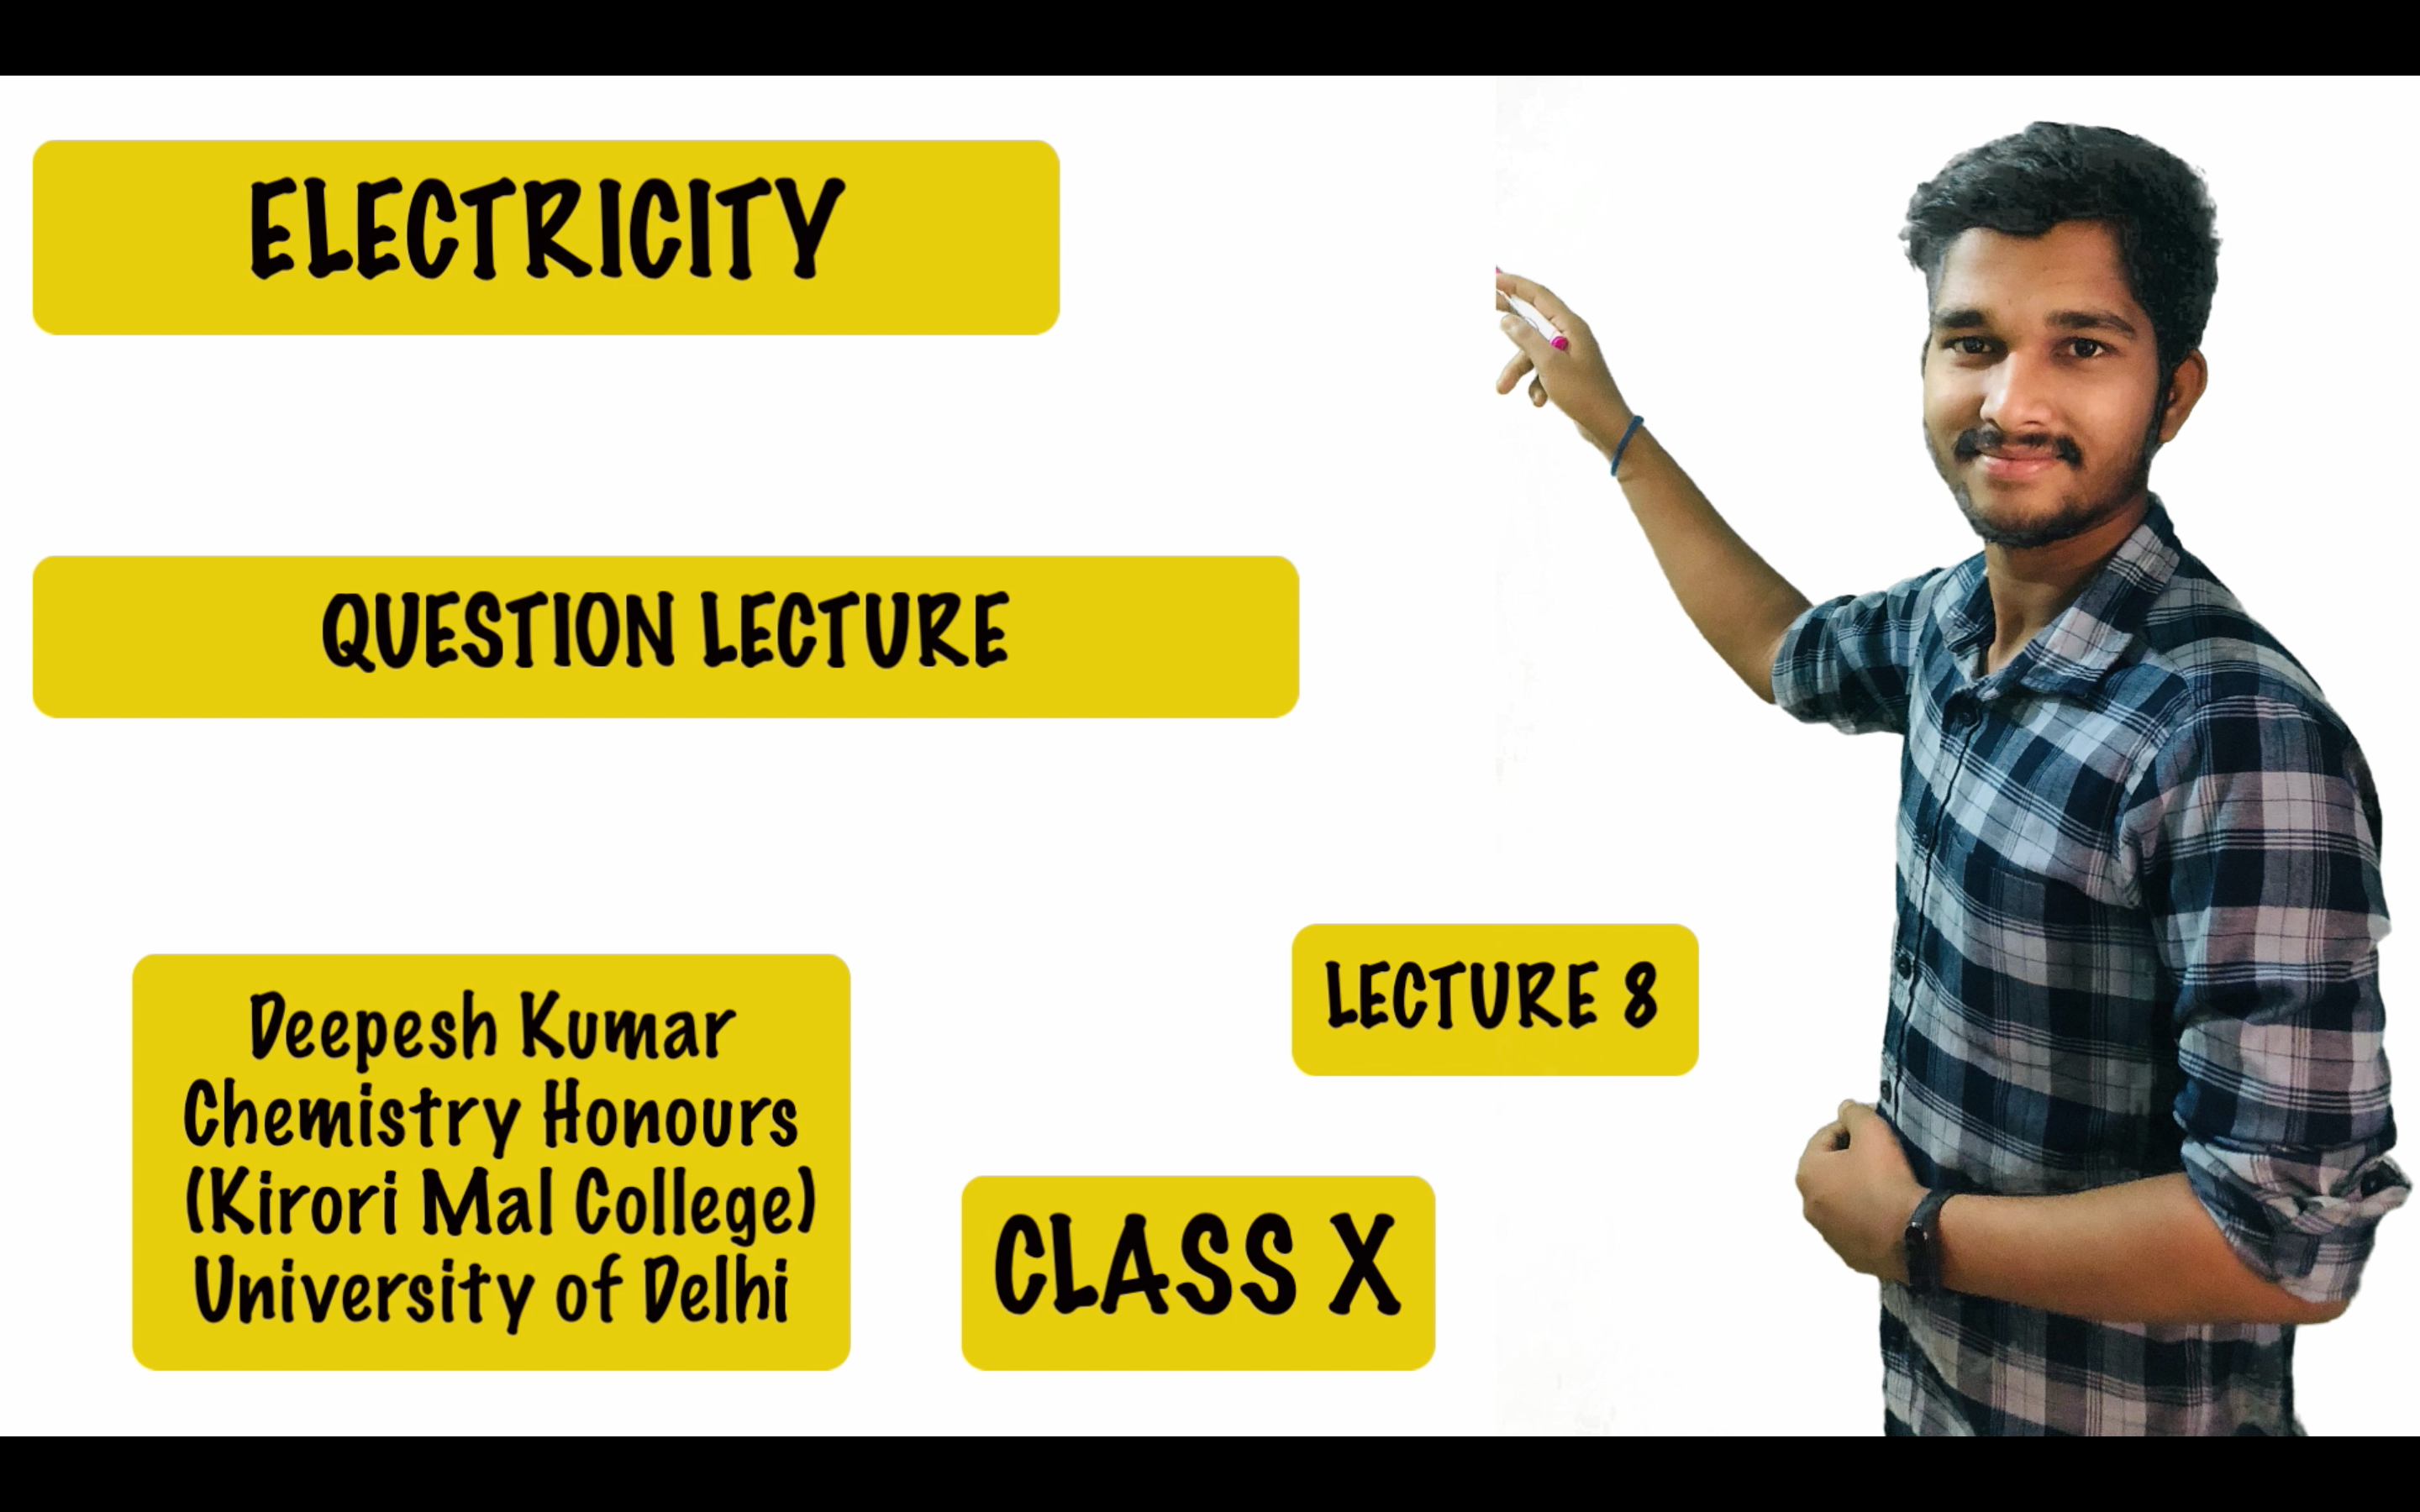 ELECTRICITY
QUESTION LECTURE
LECTURE 8
Deepesh Kumar
Chemistry Honours
(Kirori Mal College)
University of Delhi
CLASS X